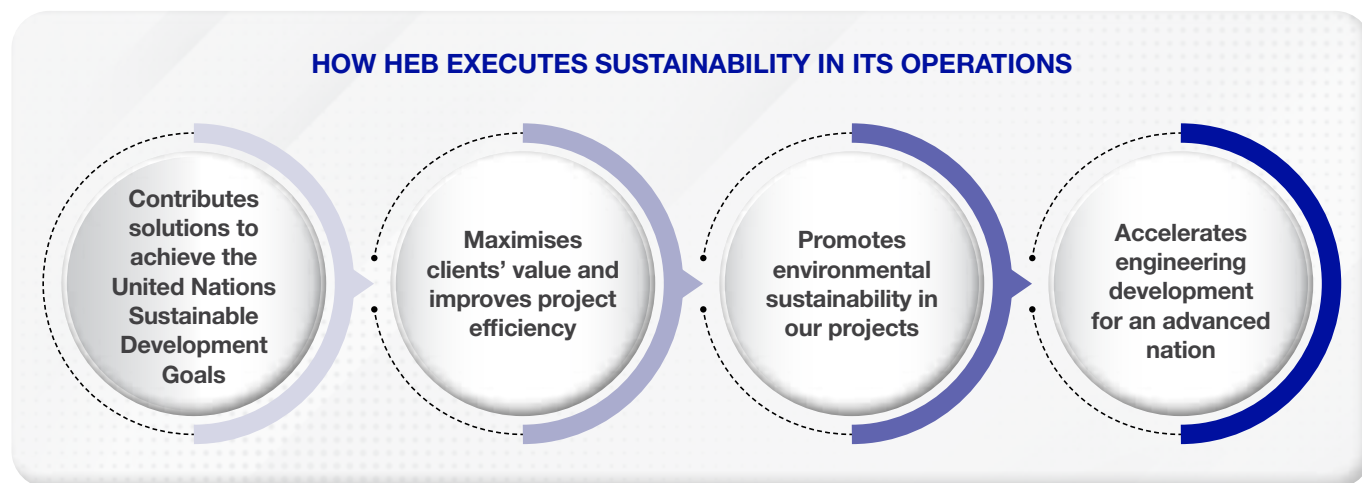 HOW HEB EXECUTES SUSTAINABILITY IN ITS OPERATIONS
Contributes
solutions to
achieve the
United Nations
Sustainable
Development
Goals
Maximises
clients’ value and
improves project
efficiency
Promotes
environmental
sustainability in
our projects
Accelerates
engineering
development
for an advanced
nation